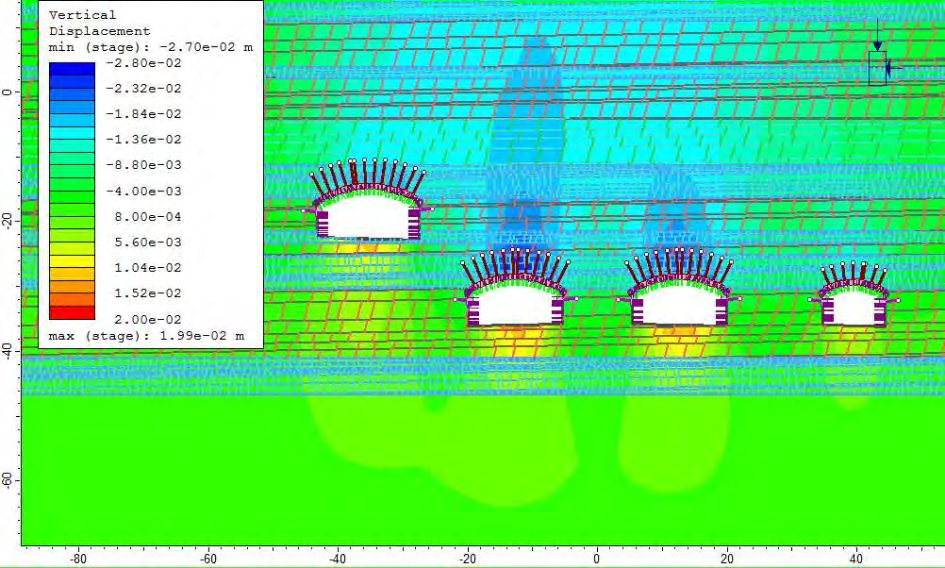 Vertical
Displacement
min (stage): -2.70e-02 m
-2.80e-02
-2.32e-02
-1.84e-02
-1.36e-02
-8.80e-03
-4.00e-03
8.00e-04
5.60e-03
1.04e-02
1.52e-02
2.00e-02
max (stage): 1.99e-02 m
0
-20
-40
-60
-80 -60 -40 -20 0 20 40